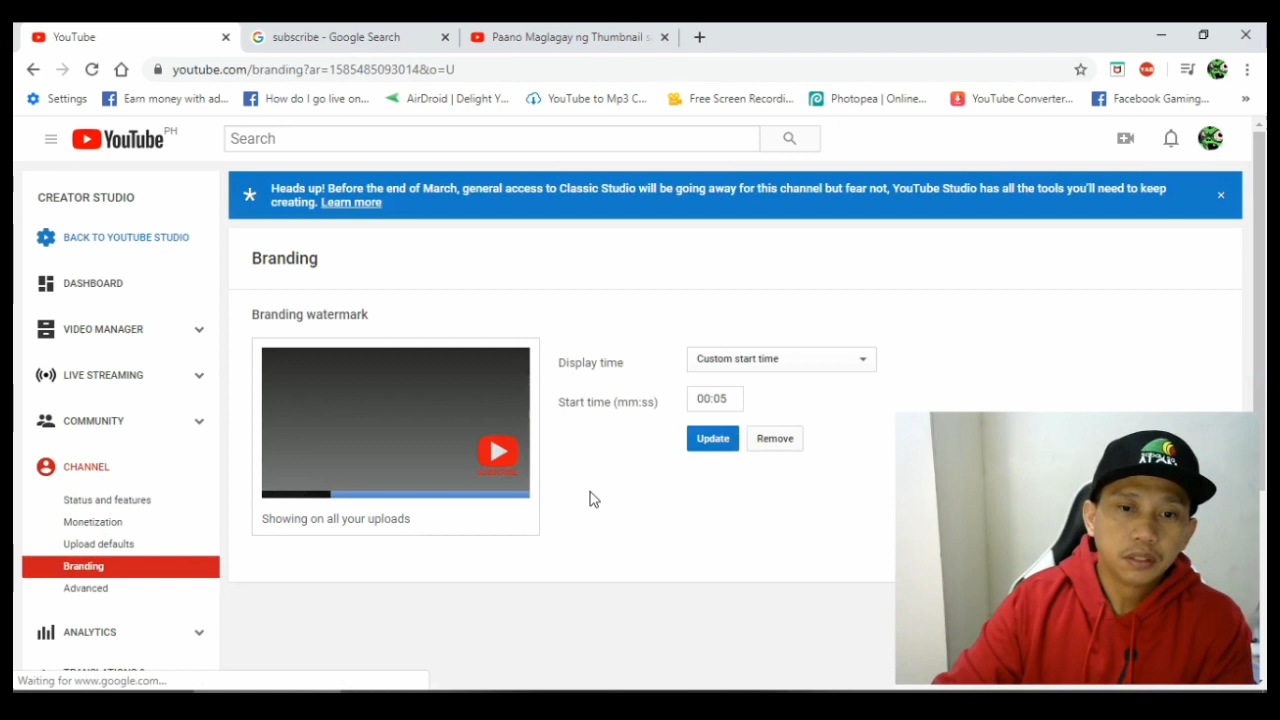 YouTube
subscribe - Google Search
Paano Maglagay ng Thumbnail s
youtube.com/branding?ar=1585485093014&o=U
Settings
Earn money with ad...
How do I go live on...
AirDroid | Delight Y...
YouTube to Mp3 C...
Free Screen Recordi...
Photopea | Online...
YouTube Converter...
Facebook Gaming...
YouTube PH
Search
CREATOR STUDIO
BACK TO YOUTUBE STUDIO
DASHBOARD
VIDEO MANAGER
LIVE STREAMING
COMMUNITY
CHANNEL
Status and features
Monetization
Upload defaults
Branding
Advanced
ANALYTICS
Heads up! Before the end of March, general access to Classic Studio will be going away for this channel but fear not, YouTube Studio has all the tools you'll need to keep
creating. Learn more
Branding
Branding watermark
Showing on all your uploads
Display time
Custom start time
Start time (mm:ss)
00:05
Update
Remove
Waiting for www.google.com...